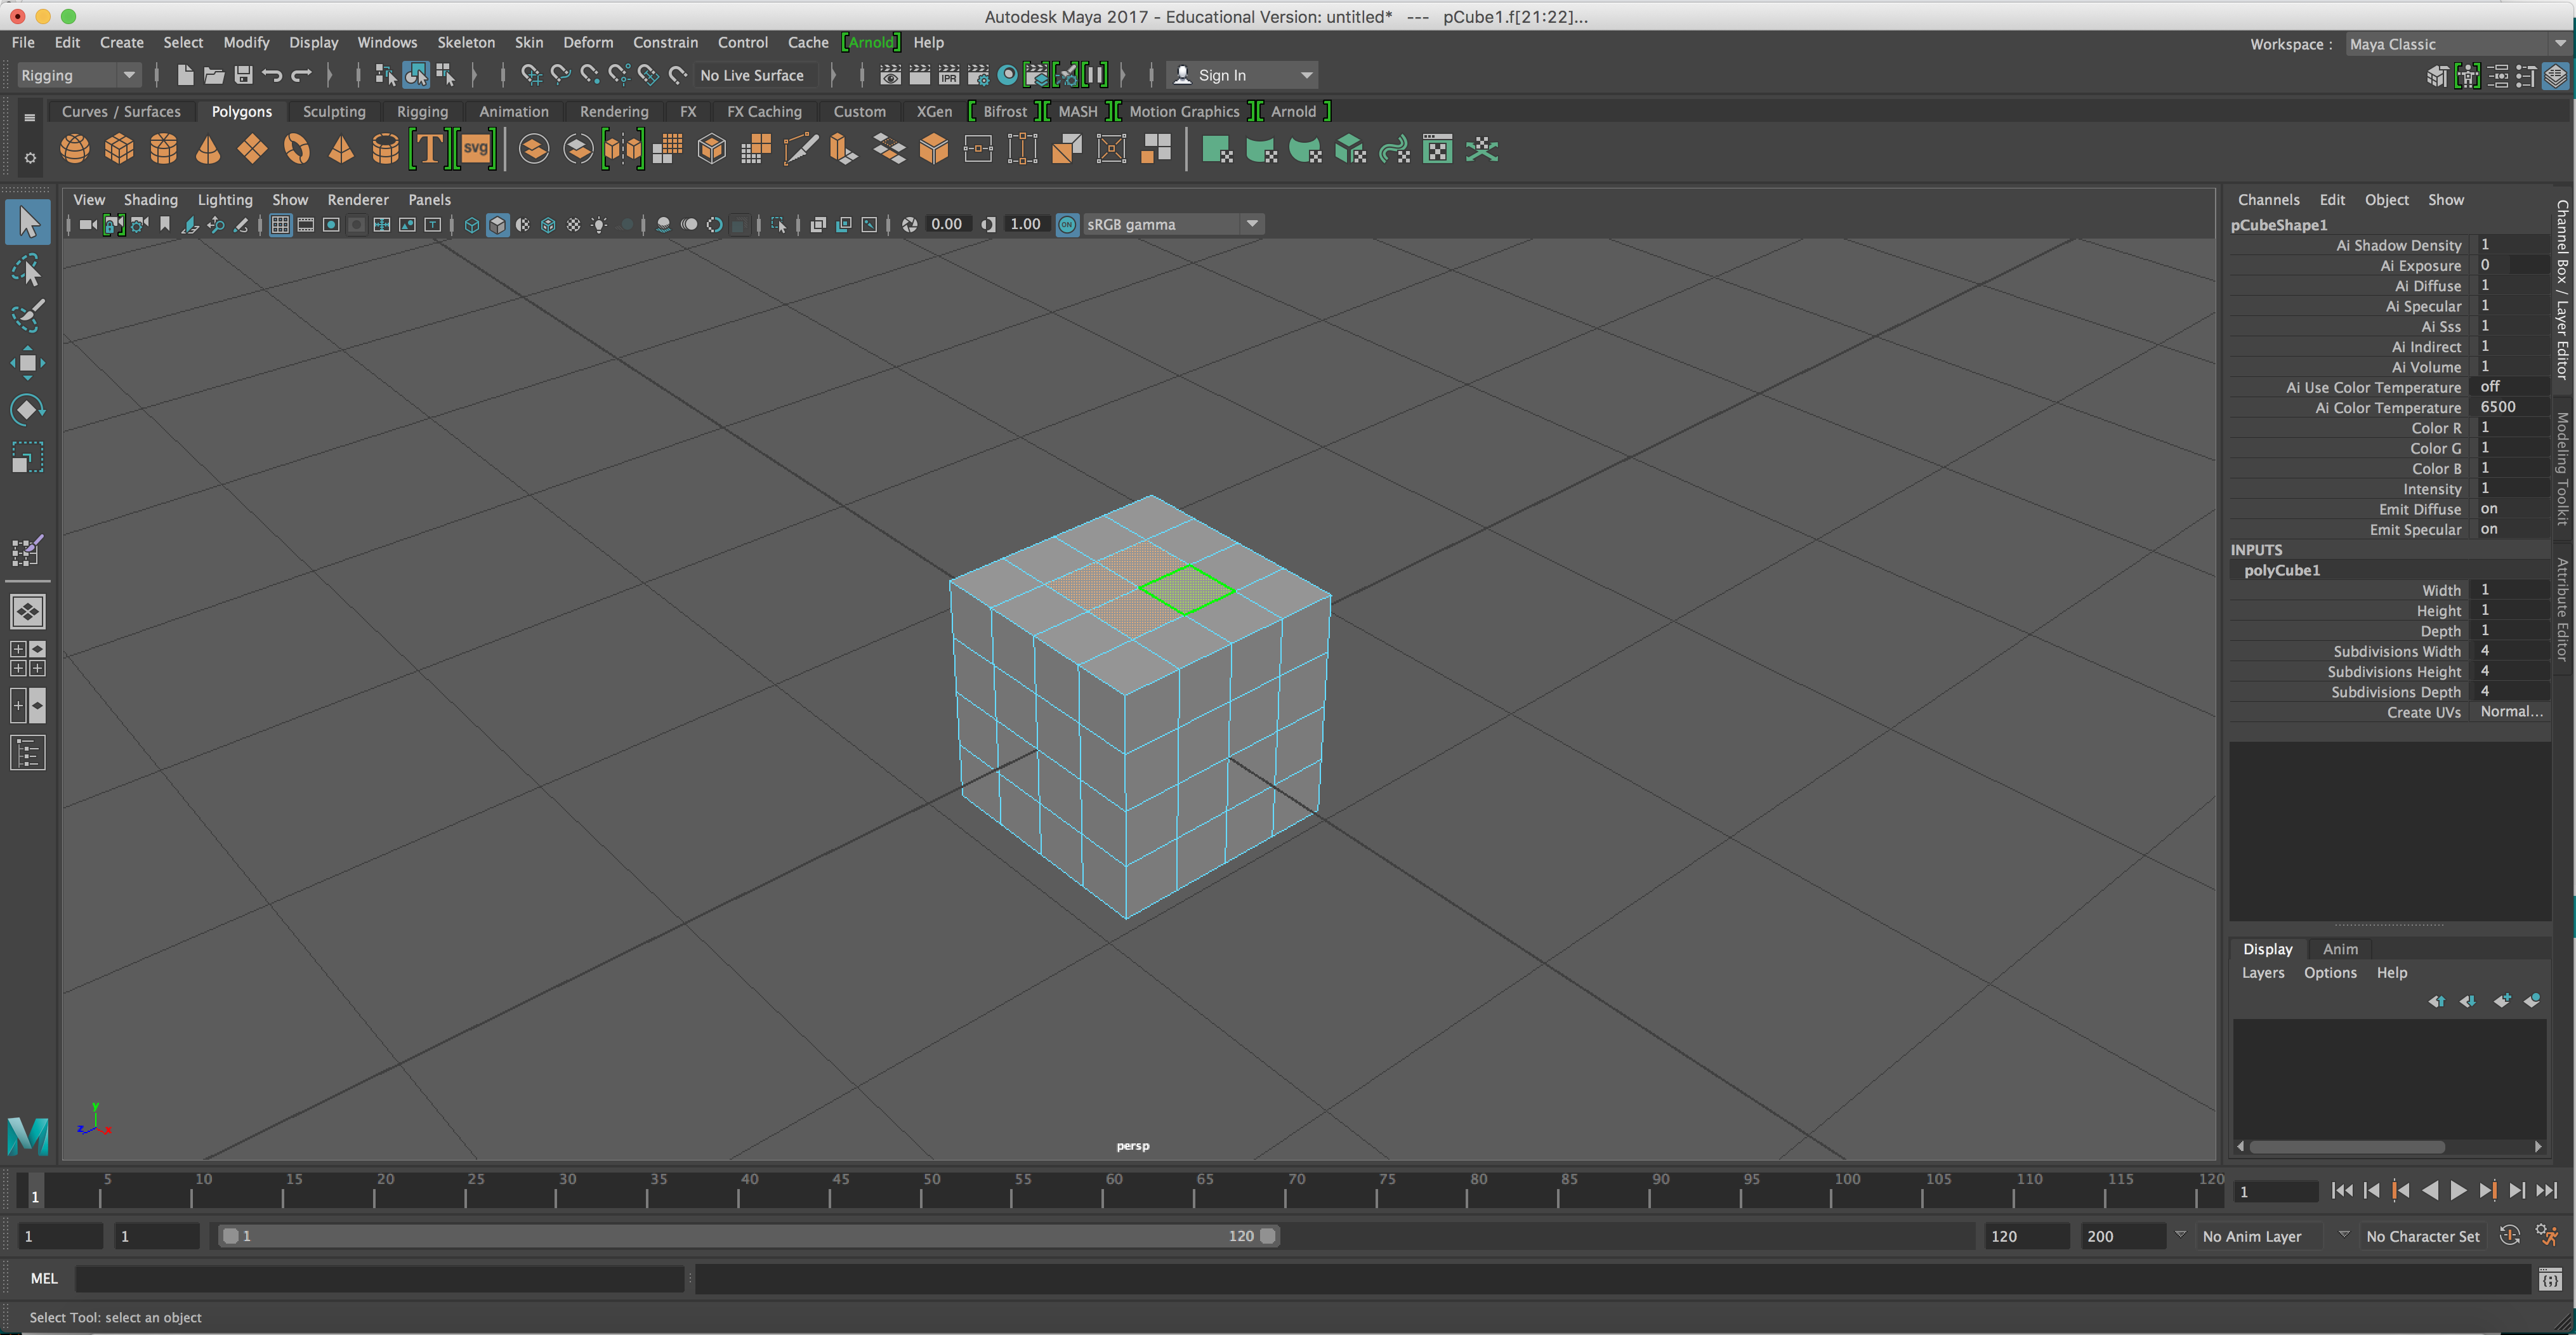 Autodesk Maya 2017 - Educational Version: untitled*  ---  pCube1.f[21:22]...
File Edit Create Select Modify Display Windows Skeleton Skin Deform Constrain Control Cache [Arnold] Help
Workspace : Maya Classic
Rigging
No Live Surface
IPR
Sign In
Curves / Surfaces Polygons Sculpting Rigging Animation Rendering FX FX Caching Custom XGen [ Bifrost ][ MASH ][ Motion Graphics ][ Arnold ]
T
svg
View Shading Lighting Show Renderer Panels
0.00
1.00
ON
sRGB gamma
persp
y
z
x
Channels Edit Object Show
pCubeShape1
Ai Shadow Density 1
Ai Exposure 0
Ai Diffuse 1
Ai Specular 1
Ai Sss 1
Ai Indirect 1
Ai Volume 1
Ai Use Color Temperature off
Ai Color Temperature 6500
Color R 1
Color G 1
Color B 1
Intensity 1
Emit Diffuse on
Emit Specular on
INPUTS
polyCube1
Width 1
Height 1
Depth 1
Subdivisions Width 4
Subdivisions Height 4
Subdivisions Depth 4
Create UVs Normal...
Channel Box / Layer Editor
Modeling Toolkit
Attribute Editor
Display Anim
Layers Options Help
M
1
5 10 15 20 25 30 35 40 45 50 55 60 65 70 75 80 85 90 95 100 105 110 115 120
1
1 1 1 120 120 200 No Anim Layer No Character Set
MEL
Select Tool: select an object